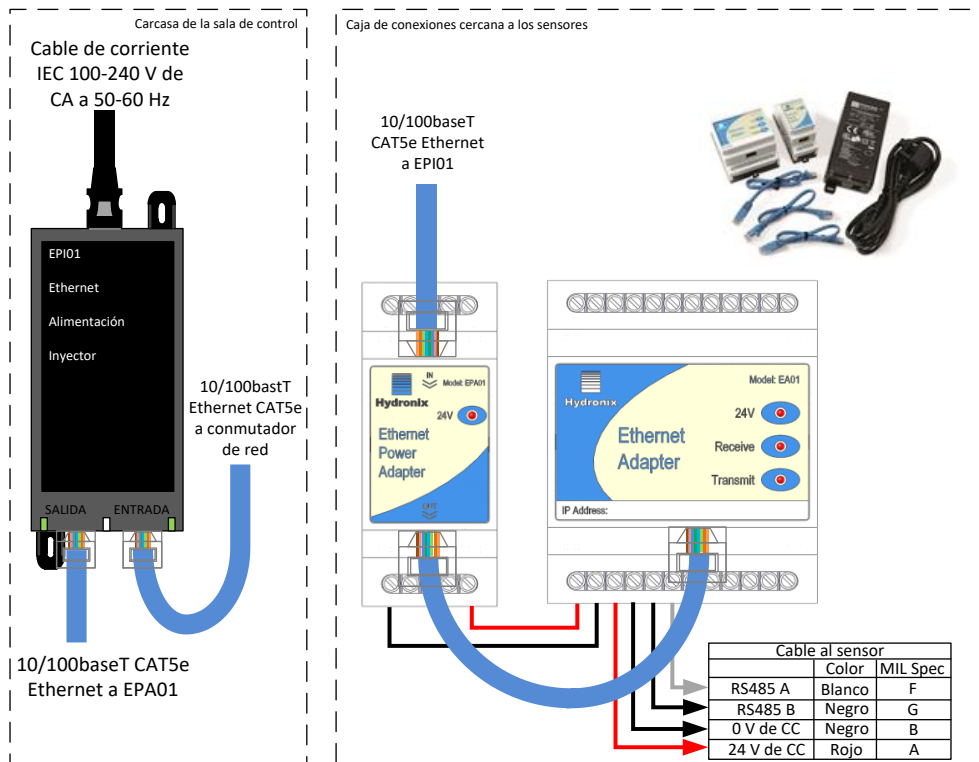 Carcasa de la sala de control
Cable de corriente
IEC 100-240 V de
CA a 50-60 Hz
EPI01
Ethernet
Alimentación
Inyector
SALIDA
ENTRADA
10/100bastT
Ethernet CAT5e
a conmutador
de red
10/100baseT CAT5e
Ethernet a EPA01
Caja de conexiones cercana a los sensores
10/100baseT
CAT5e Ethernet
a EPI01
IN
Model: EPA01
Hydronix
24V
Ethernet
Power
Adapter
OUT
Model: EA01
Hydronix
24V
Ethernet
Adapter
Receive
Transmit
IP Address:
Cable al sensor
Color MIL Spec
RS485 A Blanco F
RS485 B Negro G
0 V de CC Negro B
24 V de CC Rojo A